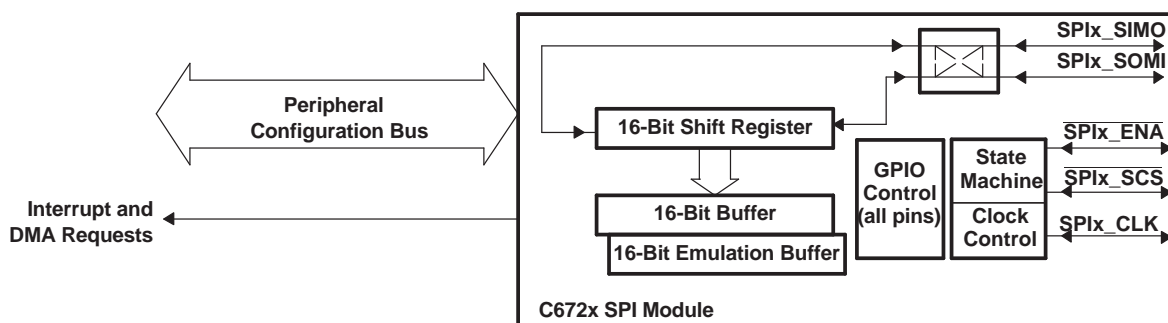 SPIx_SIMO
SPIx_SOMI
Peripheral
Configuration Bus
16-Bit Shift Register
SPIx_ENA
GPIO
Control
(all pins)
State
Machine
SPIx_SCS
Interrupt and
DMA Requests
16-Bit Buffer
Clock
Control
SPIx_CLK
16-Bit Emulation Buffer
C672x SPI Module